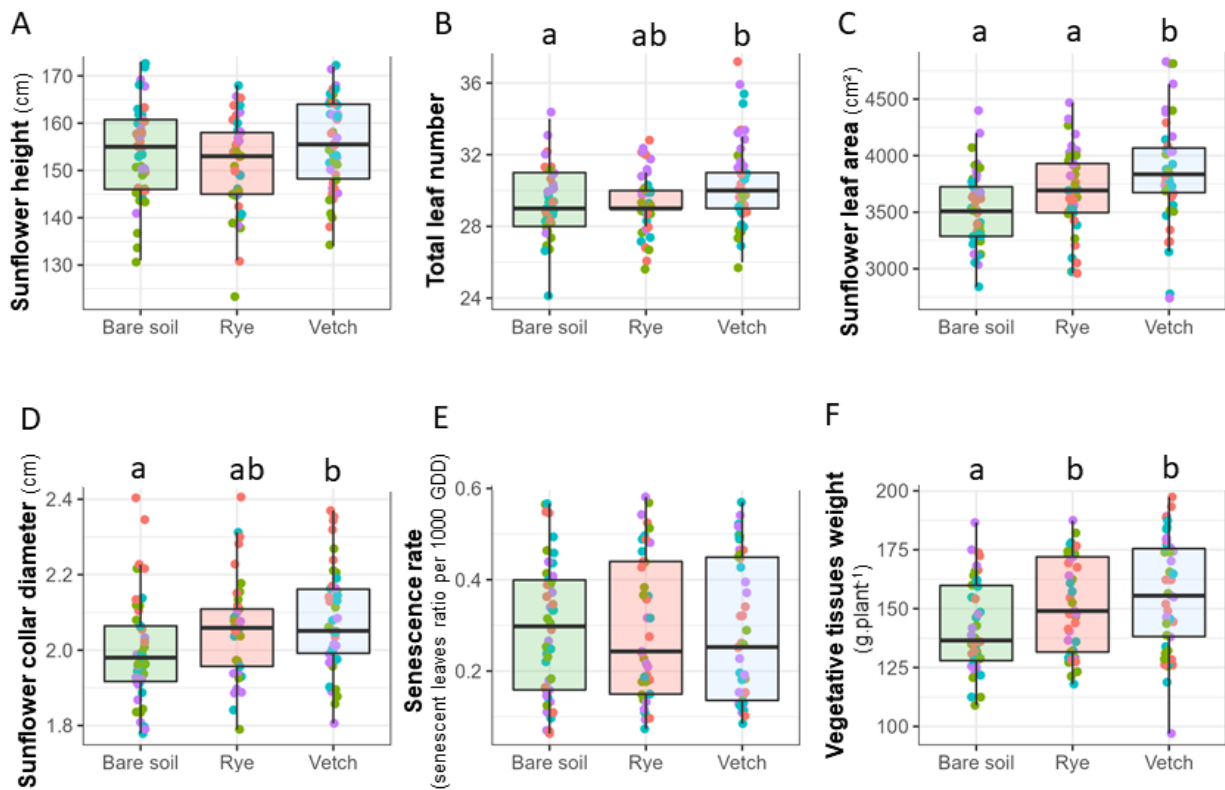 A
Sunflower height (cm)
170
160
150
140
130
Bare soil Rye Vetch
B
a ab b
Total leaf number
36
32
28
24
Bare soil Rye Vetch
C
a a b
Sunflower leaf area (cm²)
4500
4000
3500
3000
Bare soil Rye Vetch
D
a ab b
Sunflower collar diameter (cm)
2.4
2.2
2.0
1.8
Bare soil Rye Vetch
E
Senescence rate
(senescent leaves ratio per 1000 GDD)
0.6
0.4
0.2
Bare soil Rye Vetch
F
a b b
Vegetative tissues weight
(g.plant⁻¹)
200
175
150
125
100
Bare soil Rye Vetch